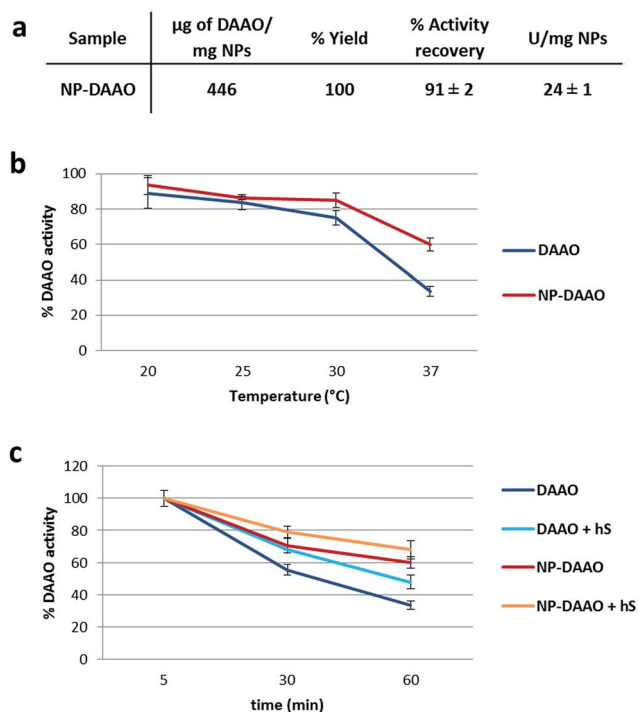 a
Sample
µg of DAAO/
mg NPs
% Yield
% Activity
recovery
U/mg NPs
NP-DAAO
446
100
91 ± 2
24 ± 1
b
% DAAO activity
100
80
60
40
20
0
20
25
30
37
Temperature (°C)
DAAO
NP-DAAO
c
% DAAO activity
120
100
80
60
40
20
0
5
30
60
time (min)
DAAO
DAAO + hS
NP-DAAO
NP-DAAO + hS